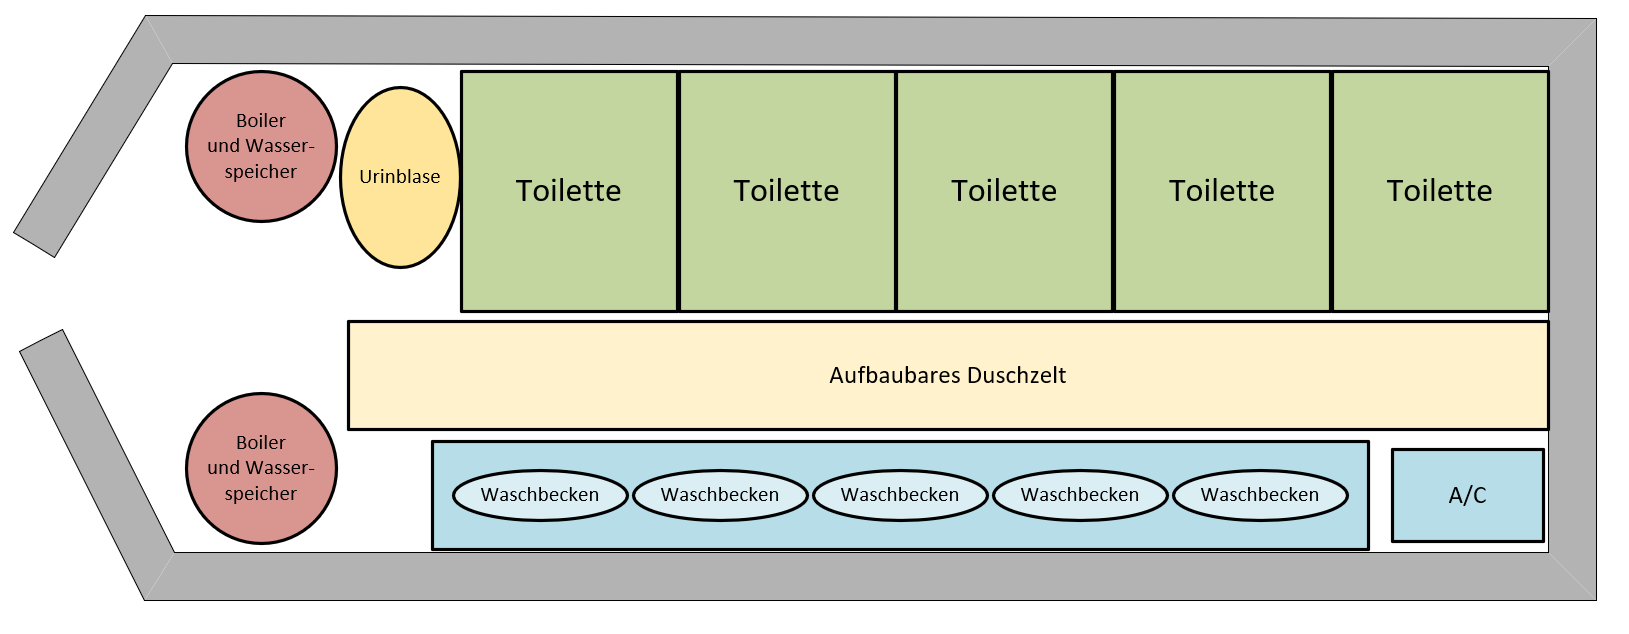 Boiler
und Wasser-
speicher
Urinblase
Toilette
Toilette
Toilette
Toilette
Toilette
Aufbaubares Duschzelt
Boiler
und Wasser-
speicher
Waschbecken
Waschbecken
Waschbecken
Waschbecken
Waschbecken
A/C